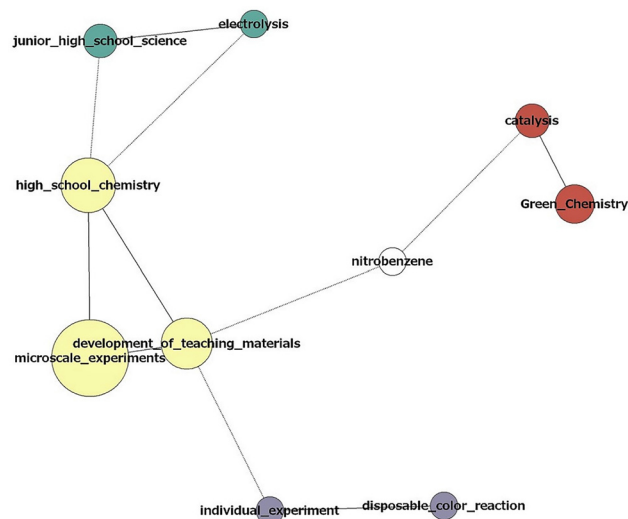 electrolysis
junior_high_school_science
catalysis
high_school_chemistry
Green_Chemistry
nitrobenzene
development_of_teaching_materials
microscale_experiments
individual_experiment
disposable_color_reaction